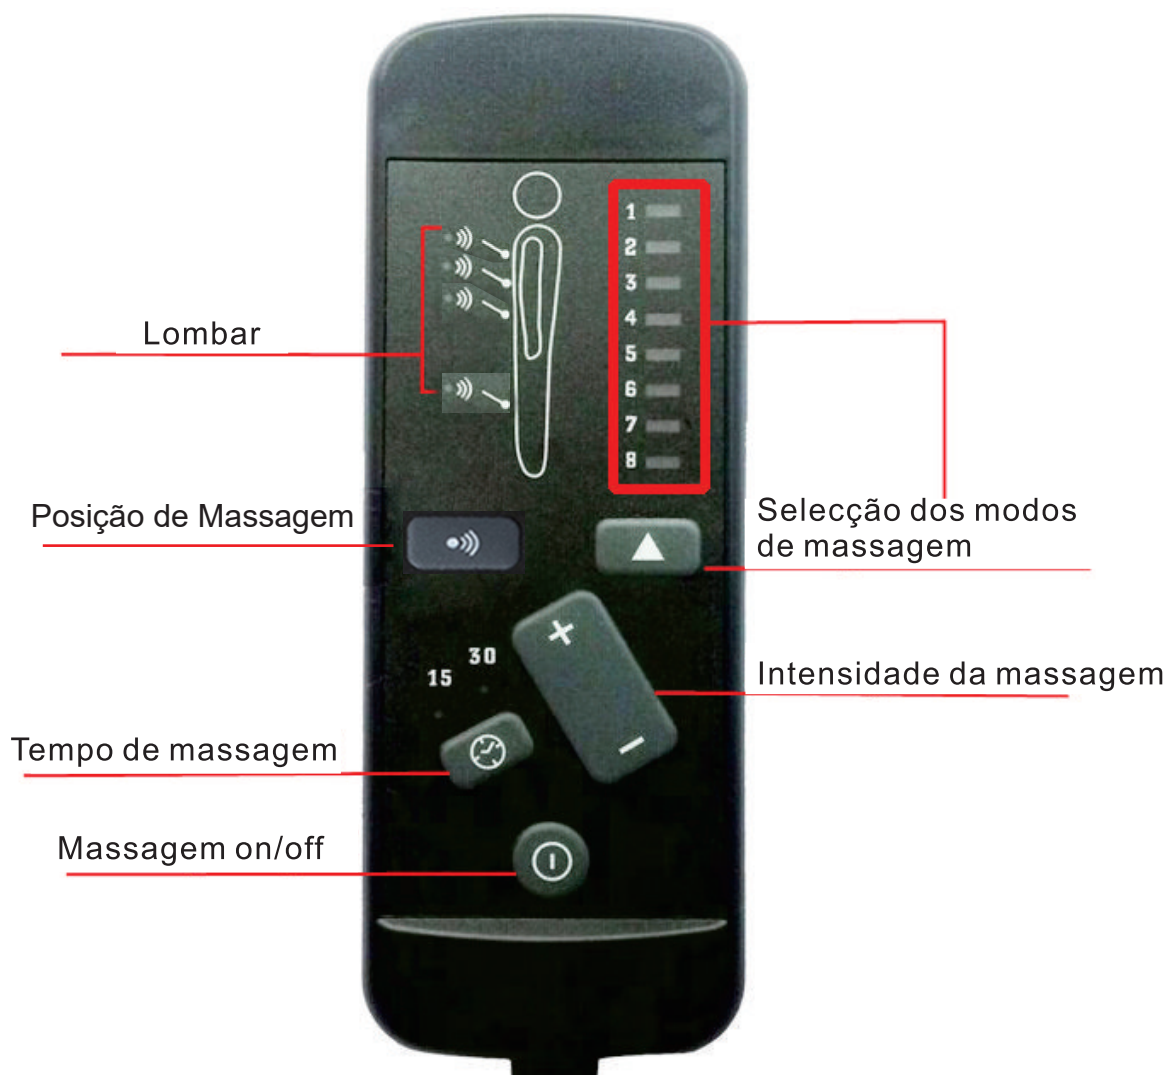 1
2
3
4
5
6
7
8
Lombar
Posição de Massagem
Selecção dos modos
de massagem
30
15
Intensidade da massagem
Tempo de massagem
Massagem on/off